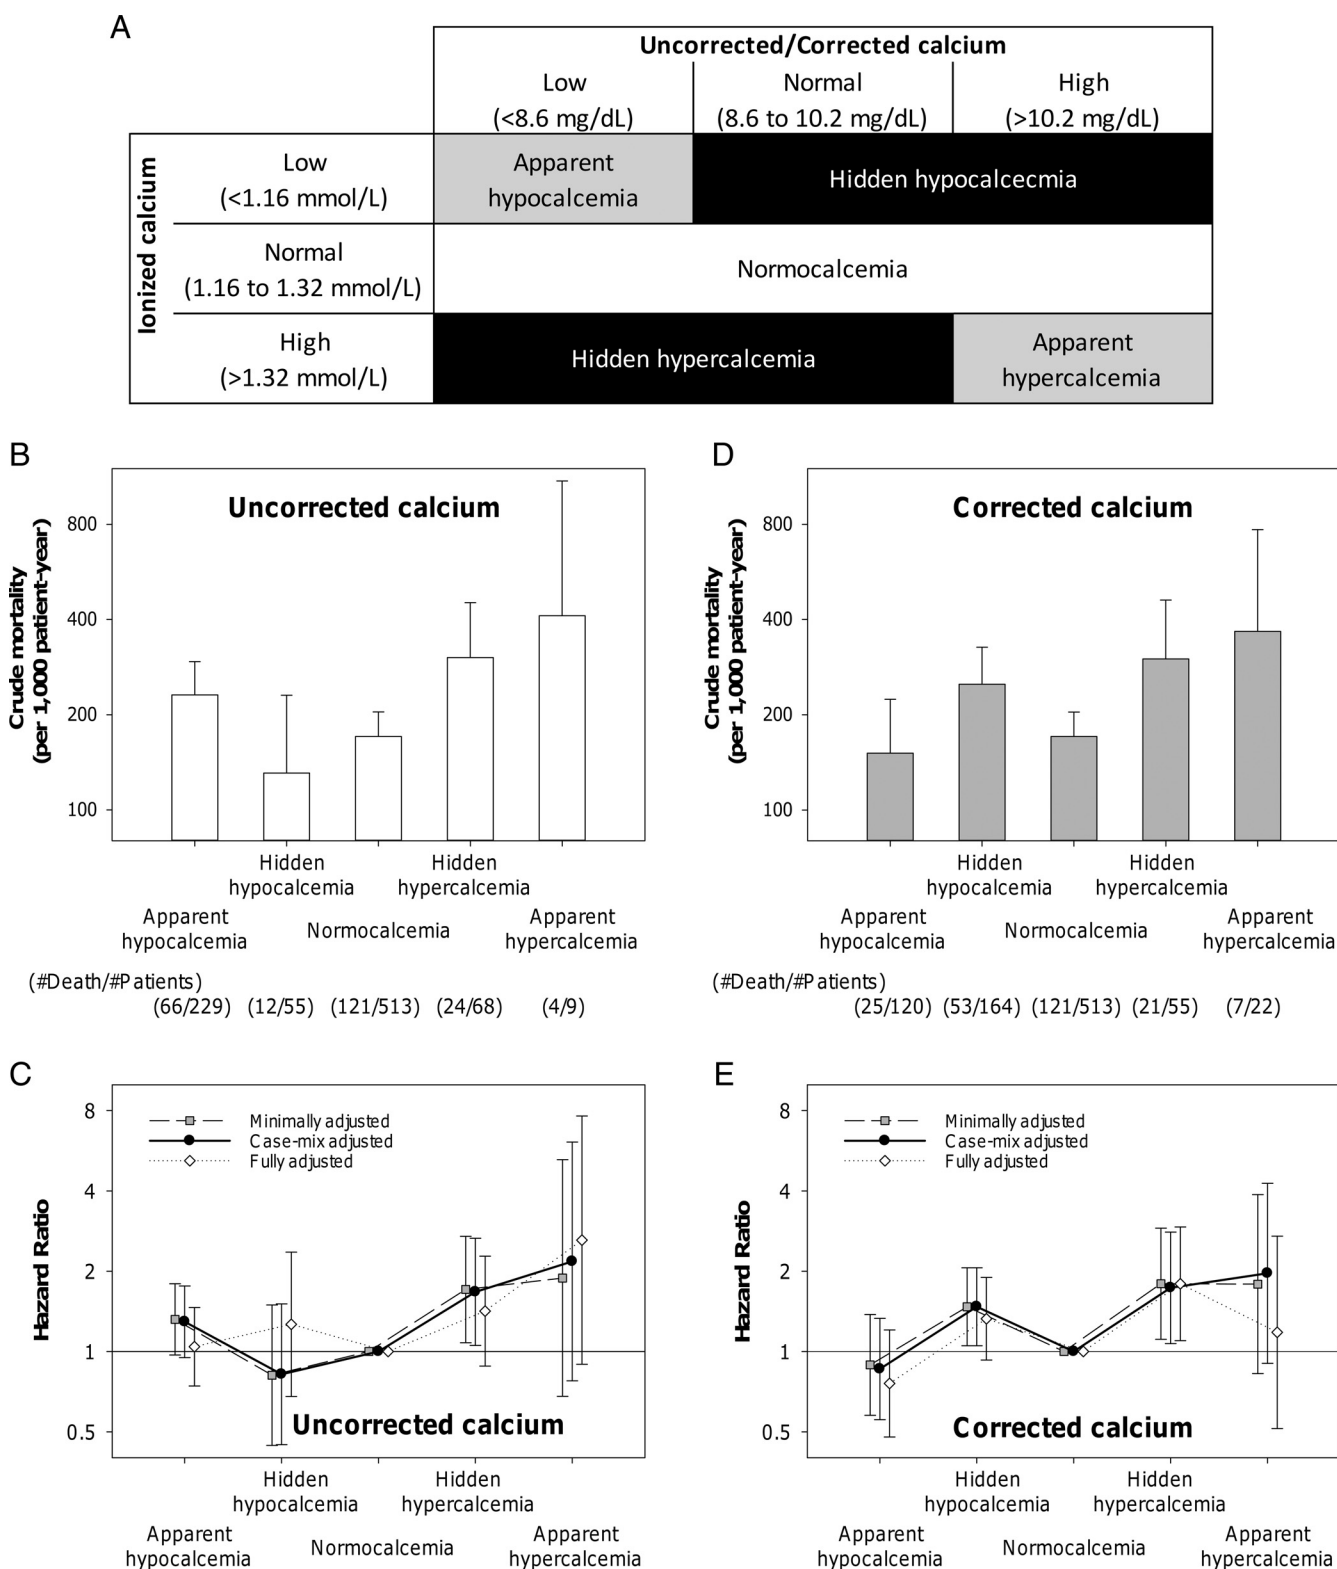 A
Uncorrected/Corrected calcium
Low Normal High
(<8.6 mg/dL) (8.6 to 10.2 mg/dL) (>10.2 mg/dL)
Ionized calcium
Low
(<1.16 mmol/L)
Apparent
hypocalcemia
Hidden hypocalcecmia
Normal
(1.16 to 1.32 mmol/L)
Normocalcemia
High
(>1.32 mmol/L)
Hidden hypercalcemia
Apparent
hypercalcemia
B
Uncorrected calcium
Crude mortality
(per 1,000 patient-year)
800
400
200
100
Hidden Hidden
hypocalcemia hypercalcemia
Apparent Normocalcemia Apparent
hypocalcemia hypercalcemia
(#Death/#Patients)
(66/229) (12/55) (121/513) (24/68) (4/9)
D
Corrected calcium
Crude mortality
(per 1,000 patient-year)
800
400
200
100
Hidden Hidden
hypocalcemia hypercalcemia
Apparent Normocalcemia Apparent
hypocalcemia hypercalcemia
(#Death/#Patients)
(25/120) (53/164) (121/513) (21/55) (7/22)
C
Minimally adjusted
Case-mix adjusted
Fully adjusted
Hazard Ratio
8
4
2
1
0.5
Uncorrected calcium
Hidden Hidden
hypocalcemia hypercalcemia
Apparent Normocalcemia Apparent
hypocalcemia hypercalcemia
E
Minimally adjusted
Case-mix adjusted
Fully adjusted
Hazard Ratio
8
4
2
1
0.5
Corrected calcium
Hidden Hidden
hypocalcemia hypercalcemia
Apparent Normocalcemia Apparent
hypocalcemia hypercalcemia